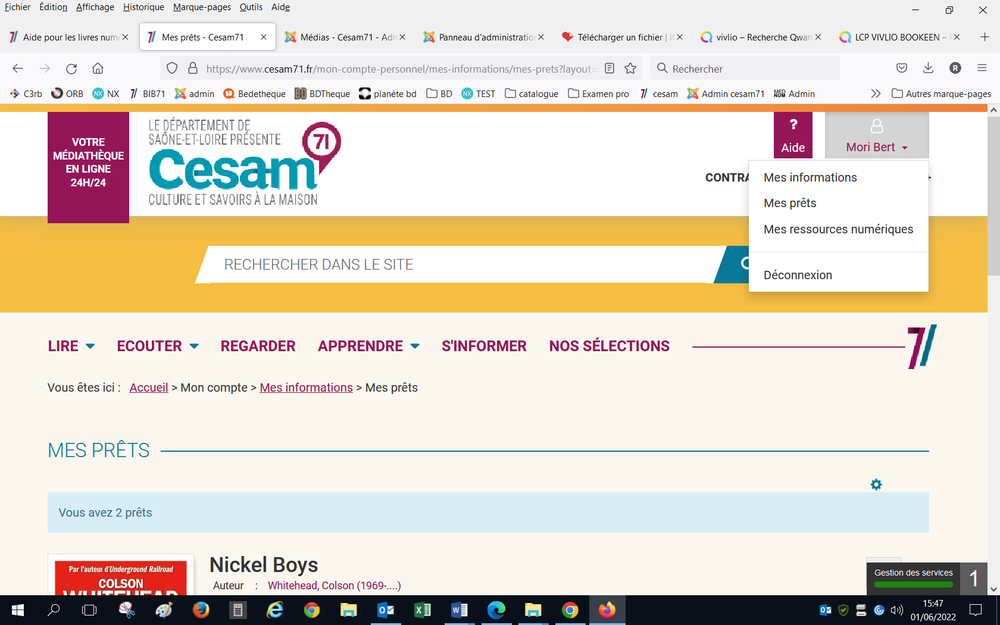 Fichier Édition Affichage Historique Marque-pages Outils Aide
Aide pour les livres numé
Mes prêts - Cesam71
Médias - Cesam71 - Adm
Panneau d'administration
Télécharger un fichier | iL
vivlio – Recherche Qwan
LCP VIVLIO BOOKEEN –
https://www.cesam71.fr/mon-compte-personnel/mes-informations/mes-prets?layout=
Rechercher
R
C3rb ORB NX BIB71 admin Bedetheque BDTheque planète bd BD TEST catalogue Examen pro cesam Admin cesam71 Admin Autres marque-pages
VOTRE
MÉDIATHÈQUE
EN LIGNE
24H/24
LE DÉPARTEMENT DE
SAÔNE-ET-LOIRE PRÉSENTE
71
Cesam
CULTURE ET SAVOIRS À LA MAISON
? Aide
Mori Bert
CONTRA
Mes informations
Mes prêts
Mes ressources numériques
Déconnexion
RECHERCHER DANS LE SITE
LIRE ECOUTER REGARDER APPRENDRE S'INFORMER NOS SÉLECTIONS
71
Vous êtes ici : Accueil > Mon compte > Mes informations > Mes prêts
MES PRÊTS
Vous avez 2 prêts
Par l'auteur d'Underground Railroad
COLSON
WHITEHEAD
Nickel Boys
Auteur : Whitehead, Colson (1969-....)
Gestion des services
1
15:47
01/06/2022